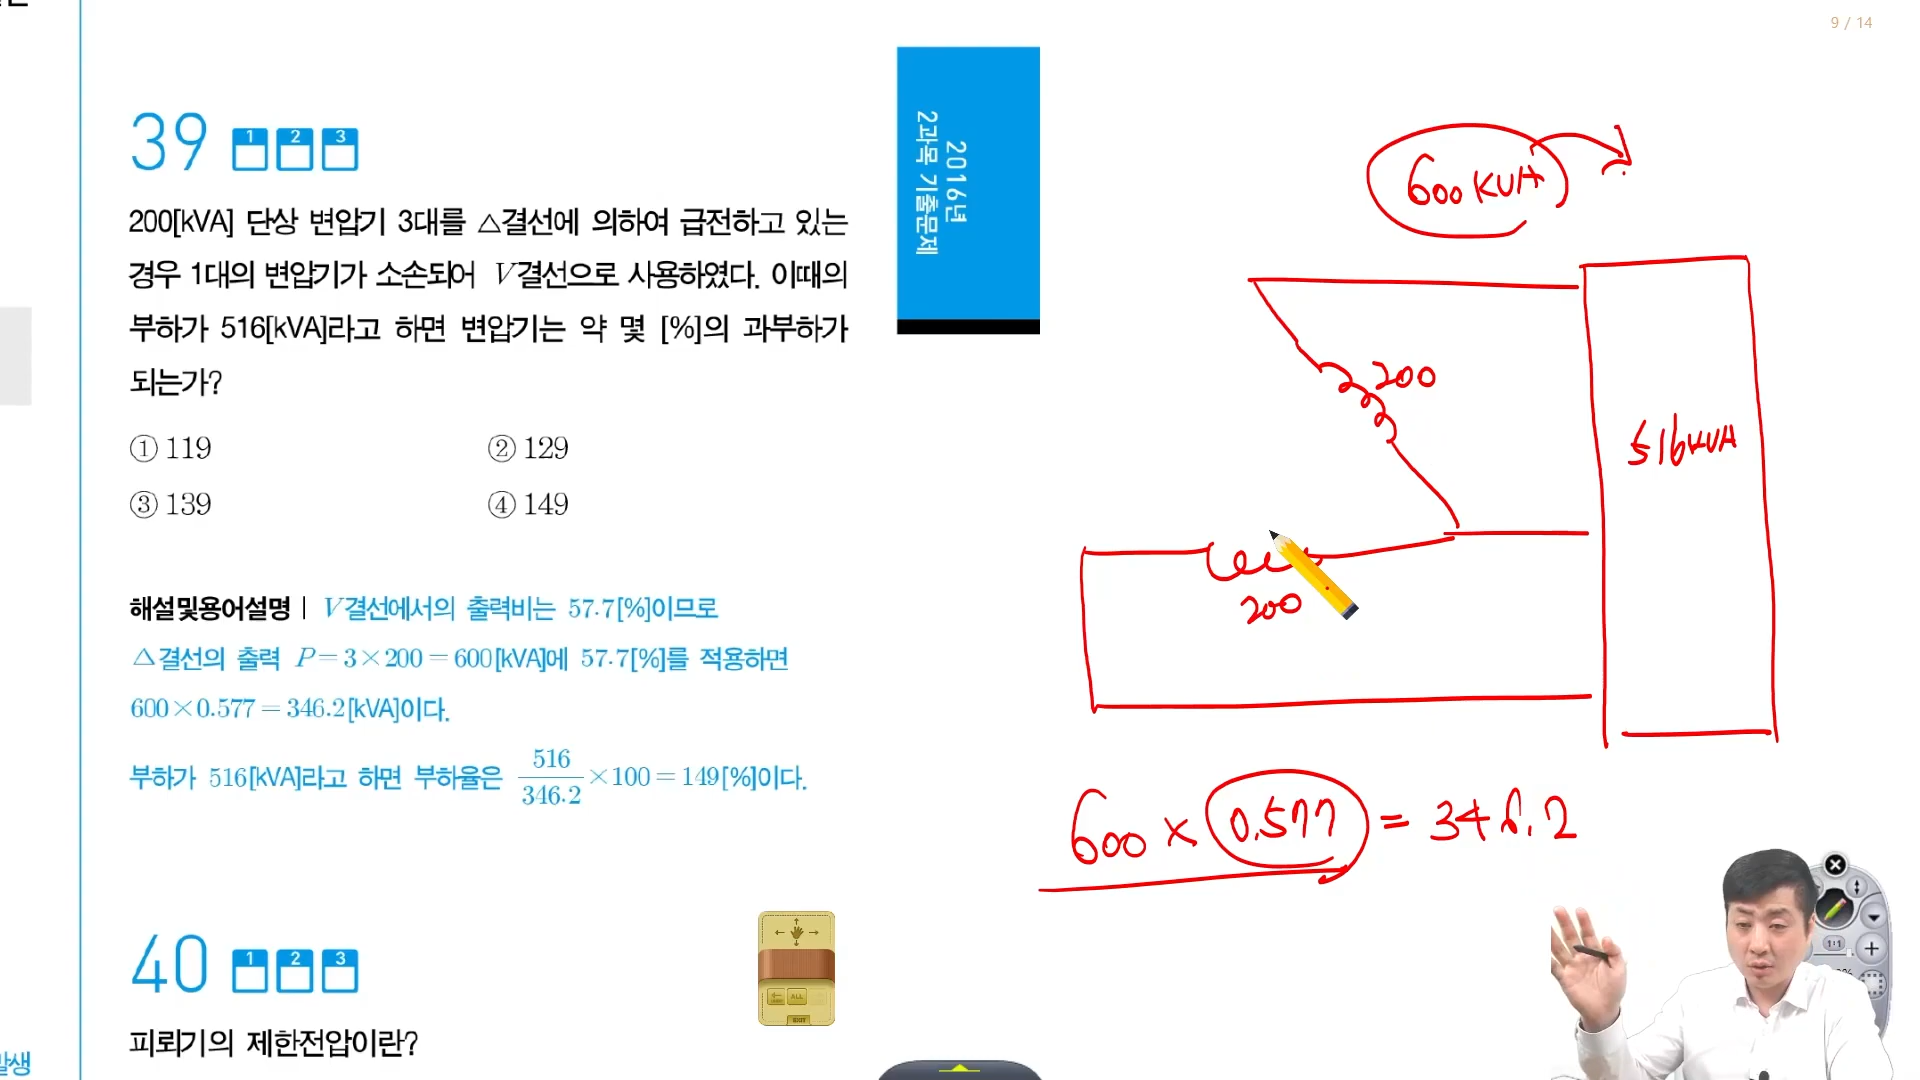 9 / 14
39 1 2 3
200[kVA] 단상 변압기 3대를 △결선에 의하여 급전하고 있는
경우 1대의 변압기가 소손되어 V결선으로 사용하였다. 이때의
부하가 516[kVA]라고 하면 변압기는 약 몇 [%]의 과부하가
되는가?
① 119 ② 129
③ 139 ④ 149
해설및용어설명 | V결선에서의 출력비는 57.7[%]이므로
△결선의 출력 P=3×200=600[kVA]에 57.7[%]를 적용하면
600×0.577=346.2[kVA]이다.
부하가 516[kVA]라고 하면 부하율은 516/346.2×100=149[%]이다.
40 1 2 3
피뢰기의 제한전압이란?
발생
2016년
2과목 기출문제
600 KVA
200
516KVA
200
600 × 0.577 = 346.2
ALL
1:1